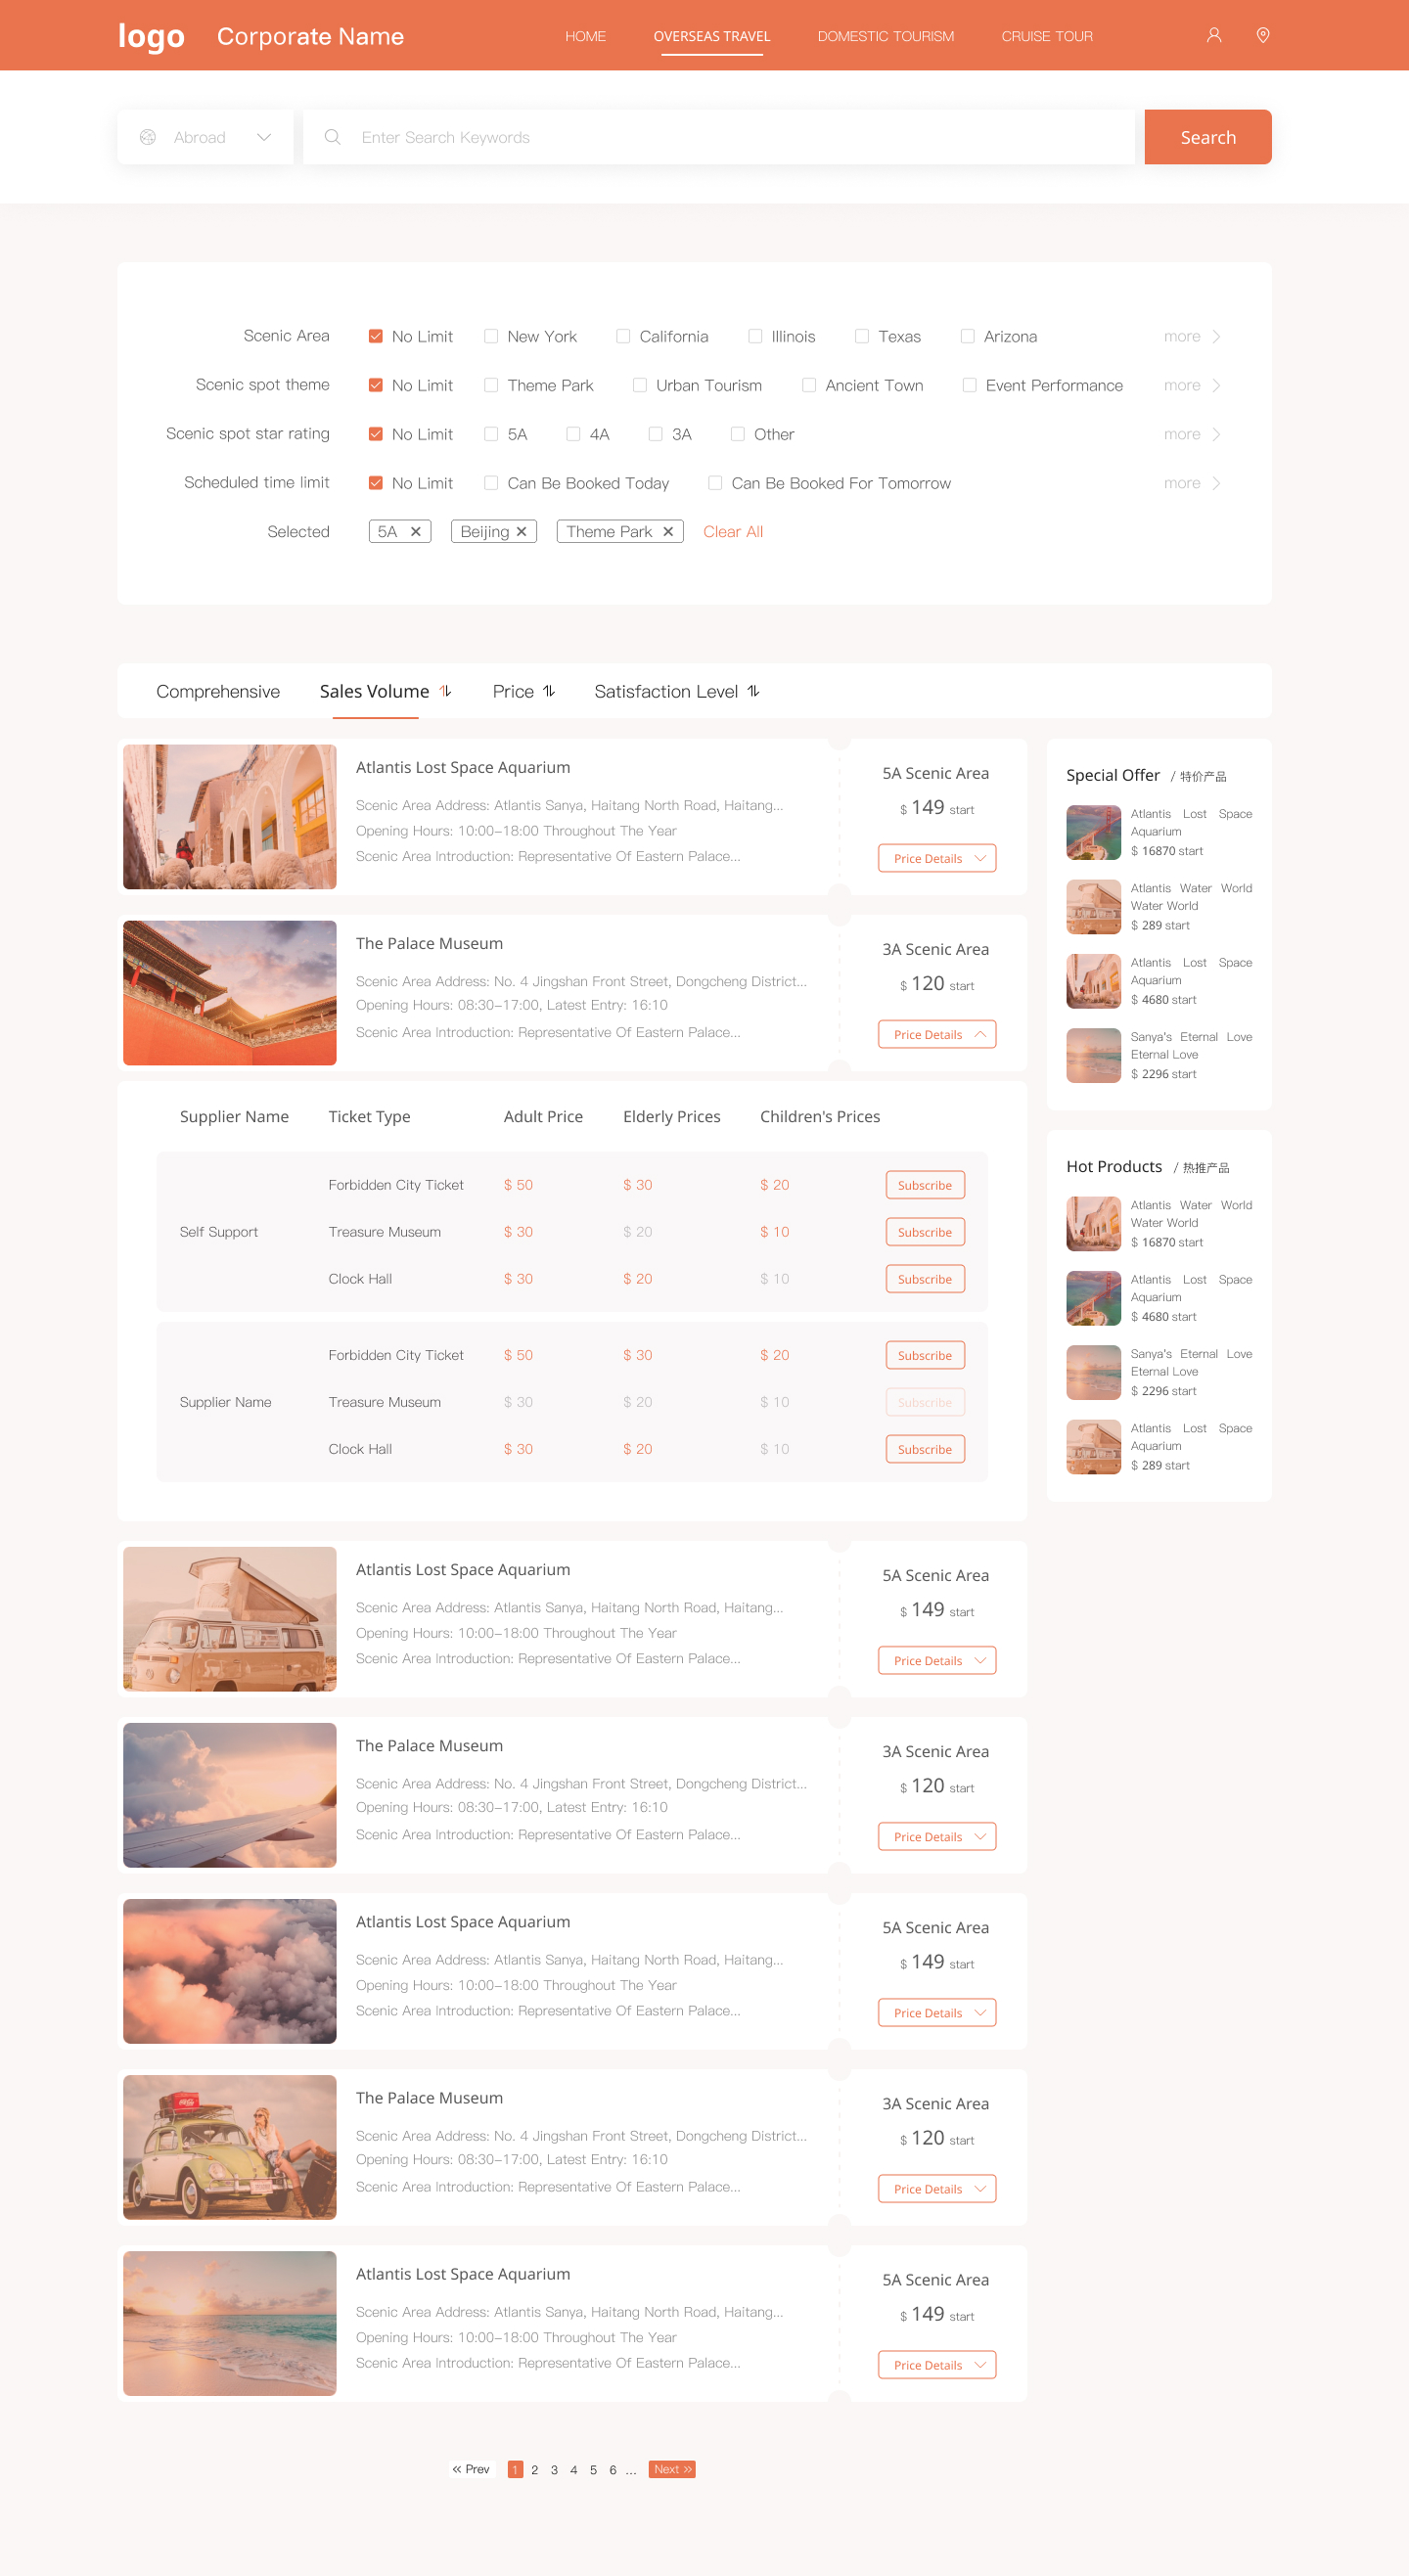 logo Corporate Name HOME OVERSEAS TRAVEL DOMESTIC TOURISM CRUISE TOUR
Abroad Enter Search Keywords Search
Scenic Area No Limit New York California Illinois Texas Arizona more
Scenic spot theme No Limit Theme Park Urban Tourism Ancient Town Event Performance more
Scenic spot star rating No Limit 5A 4A 3A Other more
Scheduled time limit No Limit Can Be Booked Today Can Be Booked For Tomorrow more
Selected 5A × Beijing × Theme Park × Clear All
Comprehensive Sales Volume Price Satisfaction Level
Atlantis Lost Space Aquarium
Scenic Area Address: Atlantis Sanya, Haitang North Road, Haitang...
Opening Hours: 10:00-18:00 Throughout The Year
Scenic Area Introduction: Representative Of Eastern Palace...
5A Scenic Area
$ 149 start
Price Details
The Palace Museum
Scenic Area Address: No. 4 Jingshan Front Street, Dongcheng District...
Opening Hours: 08:30-17:00, Latest Entry: 16:10
Scenic Area Introduction: Representative Of Eastern Palace...
3A Scenic Area
$ 120 start
Price Details
Supplier Name Ticket Type Adult Price Elderly Prices Children's Prices
Forbidden City Ticket $ 50 $ 30 $ 20 Subscribe
Self Support Treasure Museum $ 30 $ 20 $ 10 Subscribe
Clock Hall $ 30 $ 20 $ 10 Subscribe
Forbidden City Ticket $ 50 $ 30 $ 20 Subscribe
Supplier Name Treasure Museum $ 30 $ 20 $ 10 Subscribe
Clock Hall $ 30 $ 20 $ 10 Subscribe
Atlantis Lost Space Aquarium
Scenic Area Address: Atlantis Sanya, Haitang North Road, Haitang...
Opening Hours: 10:00-18:00 Throughout The Year
Scenic Area Introduction: Representative Of Eastern Palace...
5A Scenic Area
$ 149 start
Price Details
The Palace Museum
Scenic Area Address: No. 4 Jingshan Front Street, Dongcheng District...
Opening Hours: 08:30-17:00, Latest Entry: 16:10
Scenic Area Introduction: Representative Of Eastern Palace...
3A Scenic Area
$ 120 start
Price Details
Atlantis Lost Space Aquarium
Scenic Area Address: Atlantis Sanya, Haitang North Road, Haitang...
Opening Hours: 10:00-18:00 Throughout The Year
Scenic Area Introduction: Representative Of Eastern Palace...
5A Scenic Area
$ 149 start
Price Details
The Palace Museum
Scenic Area Address: No. 4 Jingshan Front Street, Dongcheng District...
Opening Hours: 08:30-17:00, Latest Entry: 16:10
Scenic Area Introduction: Representative Of Eastern Palace...
3A Scenic Area
$ 120 start
Price Details
Atlantis Lost Space Aquarium
Scenic Area Address: Atlantis Sanya, Haitang North Road, Haitang...
Opening Hours: 10:00-18:00 Throughout The Year
Scenic Area Introduction: Representative Of Eastern Palace...
5A Scenic Area
$ 149 start
Price Details
Special Offer / 特价产品
Atlantis Lost Space
Aquarium
$ 16870 start
Atlantis Water World
Water World
$ 289 start
Atlantis Lost Space
Aquarium
$ 4680 start
Sanya's Eternal Love
Eternal Love
$ 2296 start
Hot Products / 热推产品
Atlantis Water World
Water World
$ 16870 start
Atlantis Lost Space
Aquarium
$ 4680 start
Sanya's Eternal Love
Eternal Love
$ 2296 start
Atlantis Lost Space
Aquarium
$ 289 start
« Prev 1 2 3 4 5 6 ... Next »